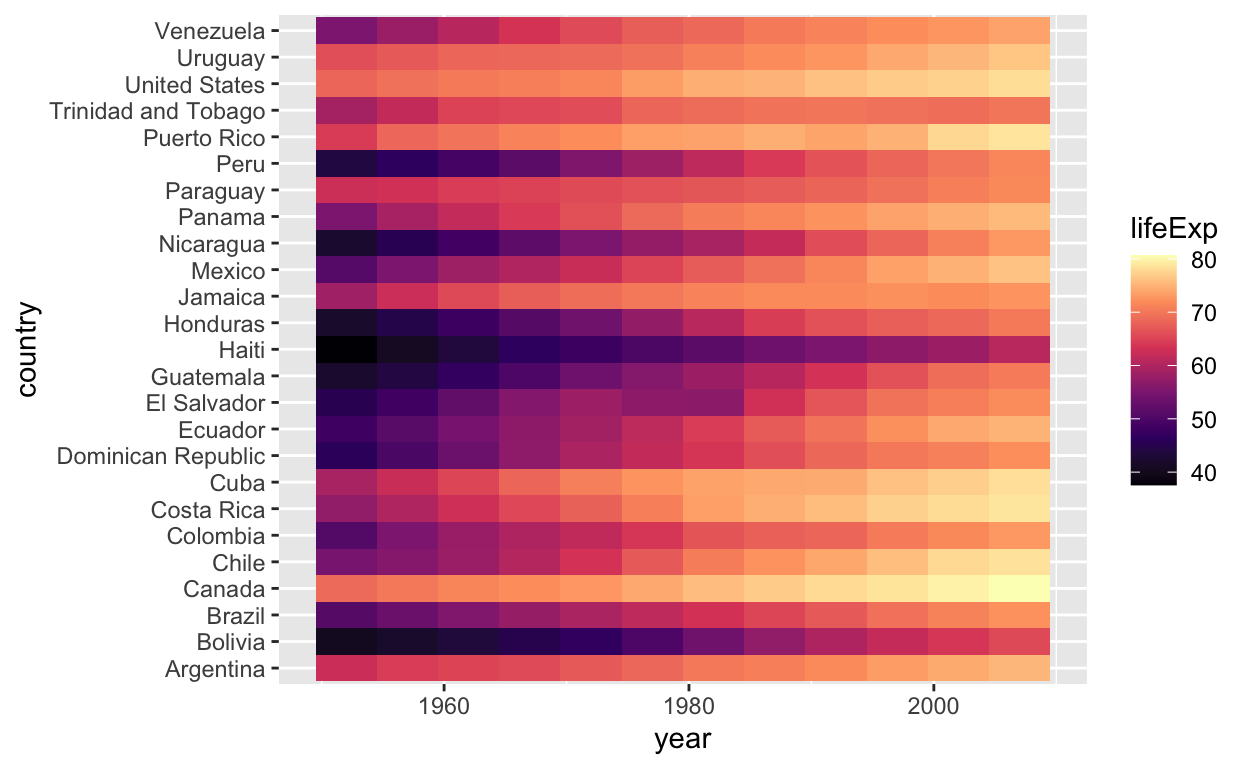 Venezuela
Uruguay
United States
Trinidad and Tobago
Puerto Rico
Peru
Paraguay
Panama
Nicaragua
Mexico
Jamaica
Honduras
Haiti
Guatemala
El Salvador
Ecuador
Dominican Republic
Cuba
Costa Rica
Colombia
Chile
Canada
Brazil
Bolivia
Argentina
country
1960 1980 2000
year
lifeExp
80
70
60
50
40